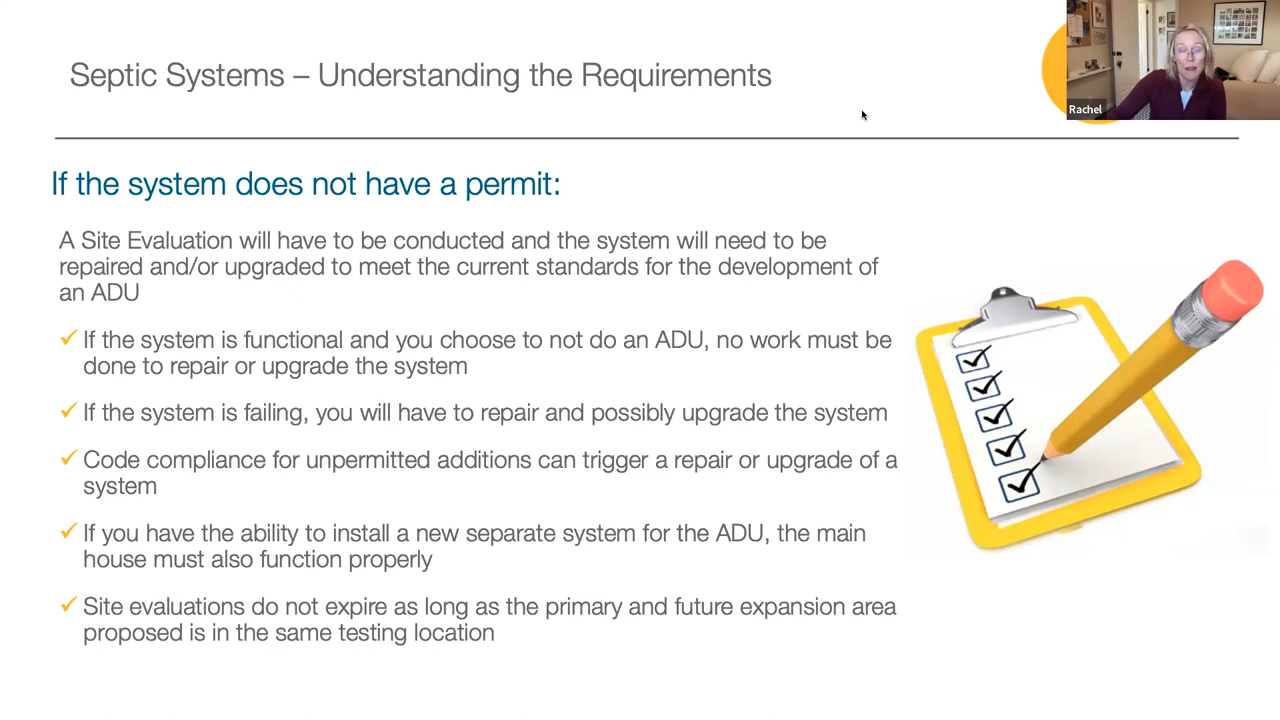 Septic Systems – Understanding the Requirements
Rachel
If the system does not have a permit:
A Site Evaluation will have to be conducted and the system will need to be
repaired and/or upgraded to meet the current standards for the development of
an ADU
If the system is functional and you choose to not do an ADU, no work must be
done to repair or upgrade the system
If the system is failing, you will have to repair and possibly upgrade the system
Code compliance for unpermitted additions can trigger a repair or upgrade of a
system
If you have the ability to install a new separate system for the ADU, the main
house must also function properly
Site evaluations do not expire as long as the primary and future expansion area
proposed is in the same testing location